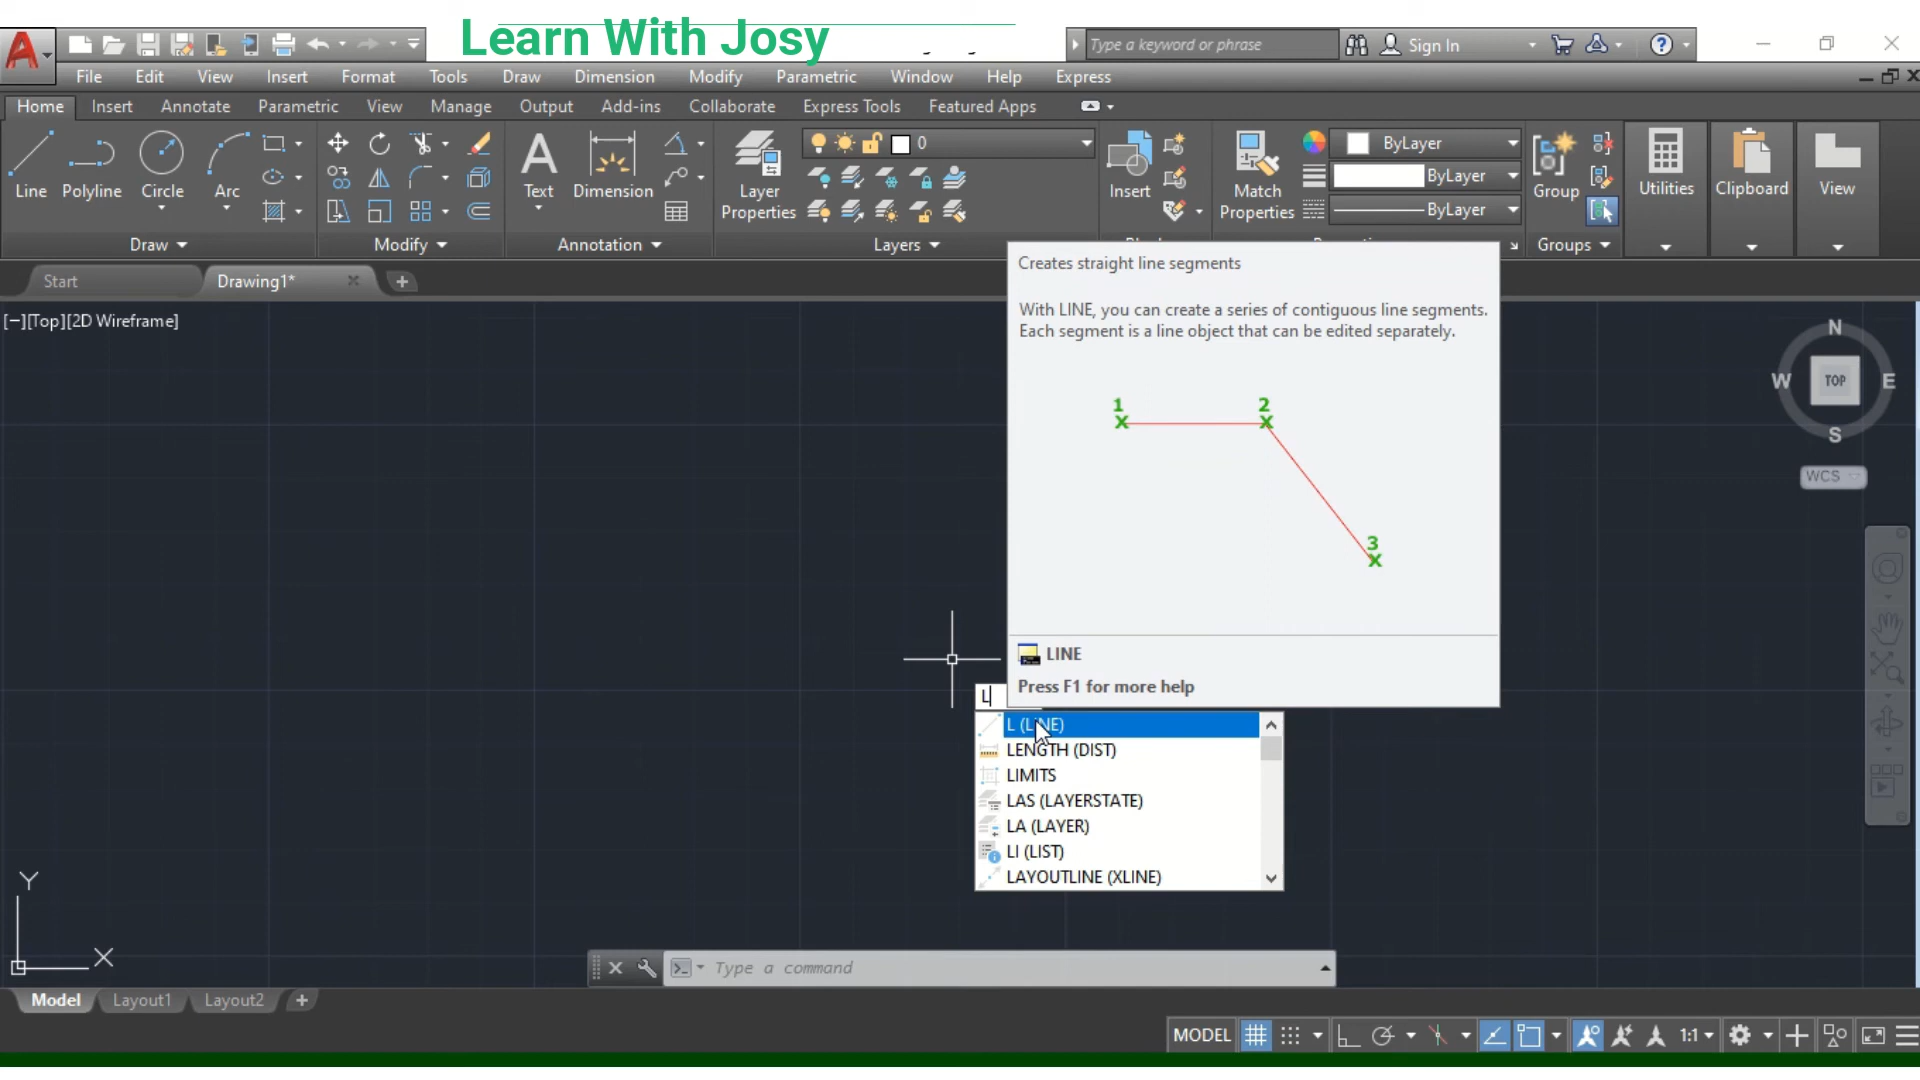 Learn With Josy
Type a keyword or phrase
Sign In
File Edit View Insert Format Tools Draw Dimension Modify Parametric Window Help Express
Home Insert Annotate Parametric View Manage Output Add-ins Collaborate Express Tools Featured Apps
0
ByLayer
ByLayer
ByLayer
Line Polyline Circle Arc
Text Dimension
Layer Properties
Insert
Match Properties
Group
Utilities
Clipboard
View
Draw
Modify
Annotation
Layers
Groups
Start
Drawing1*
[−][Top][2D Wireframe]
Creates straight line segments
With LINE, you can create a series of contiguous line segments.
Each segment is a line object that can be edited separately.
1
2
3
LINE
Press F1 for more help
N
W TOP E
S
WCS
L
L (LINE)
LENGTH (DIST)
LIMITS
LAS (LAYERSTATE)
LA (LAYER)
LI (LIST)
LAYOUTLINE (XLINE)
Y
X
Type a command
Model Layout1 Layout2
MODEL
1:1